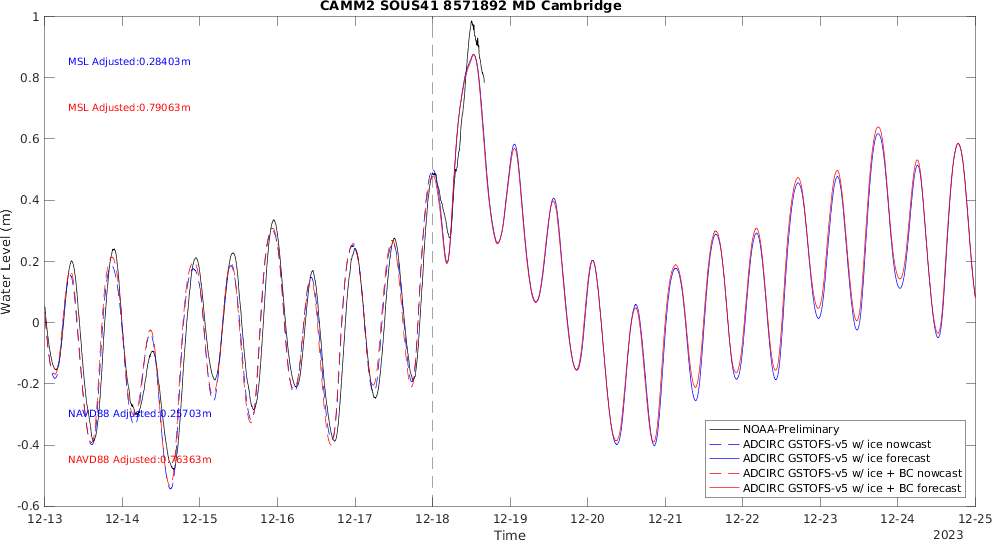 CAMM2 SOUS41 8571892 MD Cambridge
1
0.8
0.6
0.4
0.2
0
-0.2
-0.4
-0.6
Water Level (m)
MSL Adjusted:0.28403m
MSL Adjusted:0.79063m
NAVD88 Adjusted:0.25703m
NAVD88 Adjusted:0.76363m
NOAA-Preliminary
ADCIRC GSTOFS-v5 w/ ice nowcast
ADCIRC GSTOFS-v5 w/ ice forecast
ADCIRC GSTOFS-v5 w/ ice + BC nowcast
ADCIRC GSTOFS-v5 w/ ice + BC forecast
12-13 12-14 12-15 12-16 12-17 12-18 12-19 12-20 12-21 12-22 12-23 12-24 12-25
Time
2023